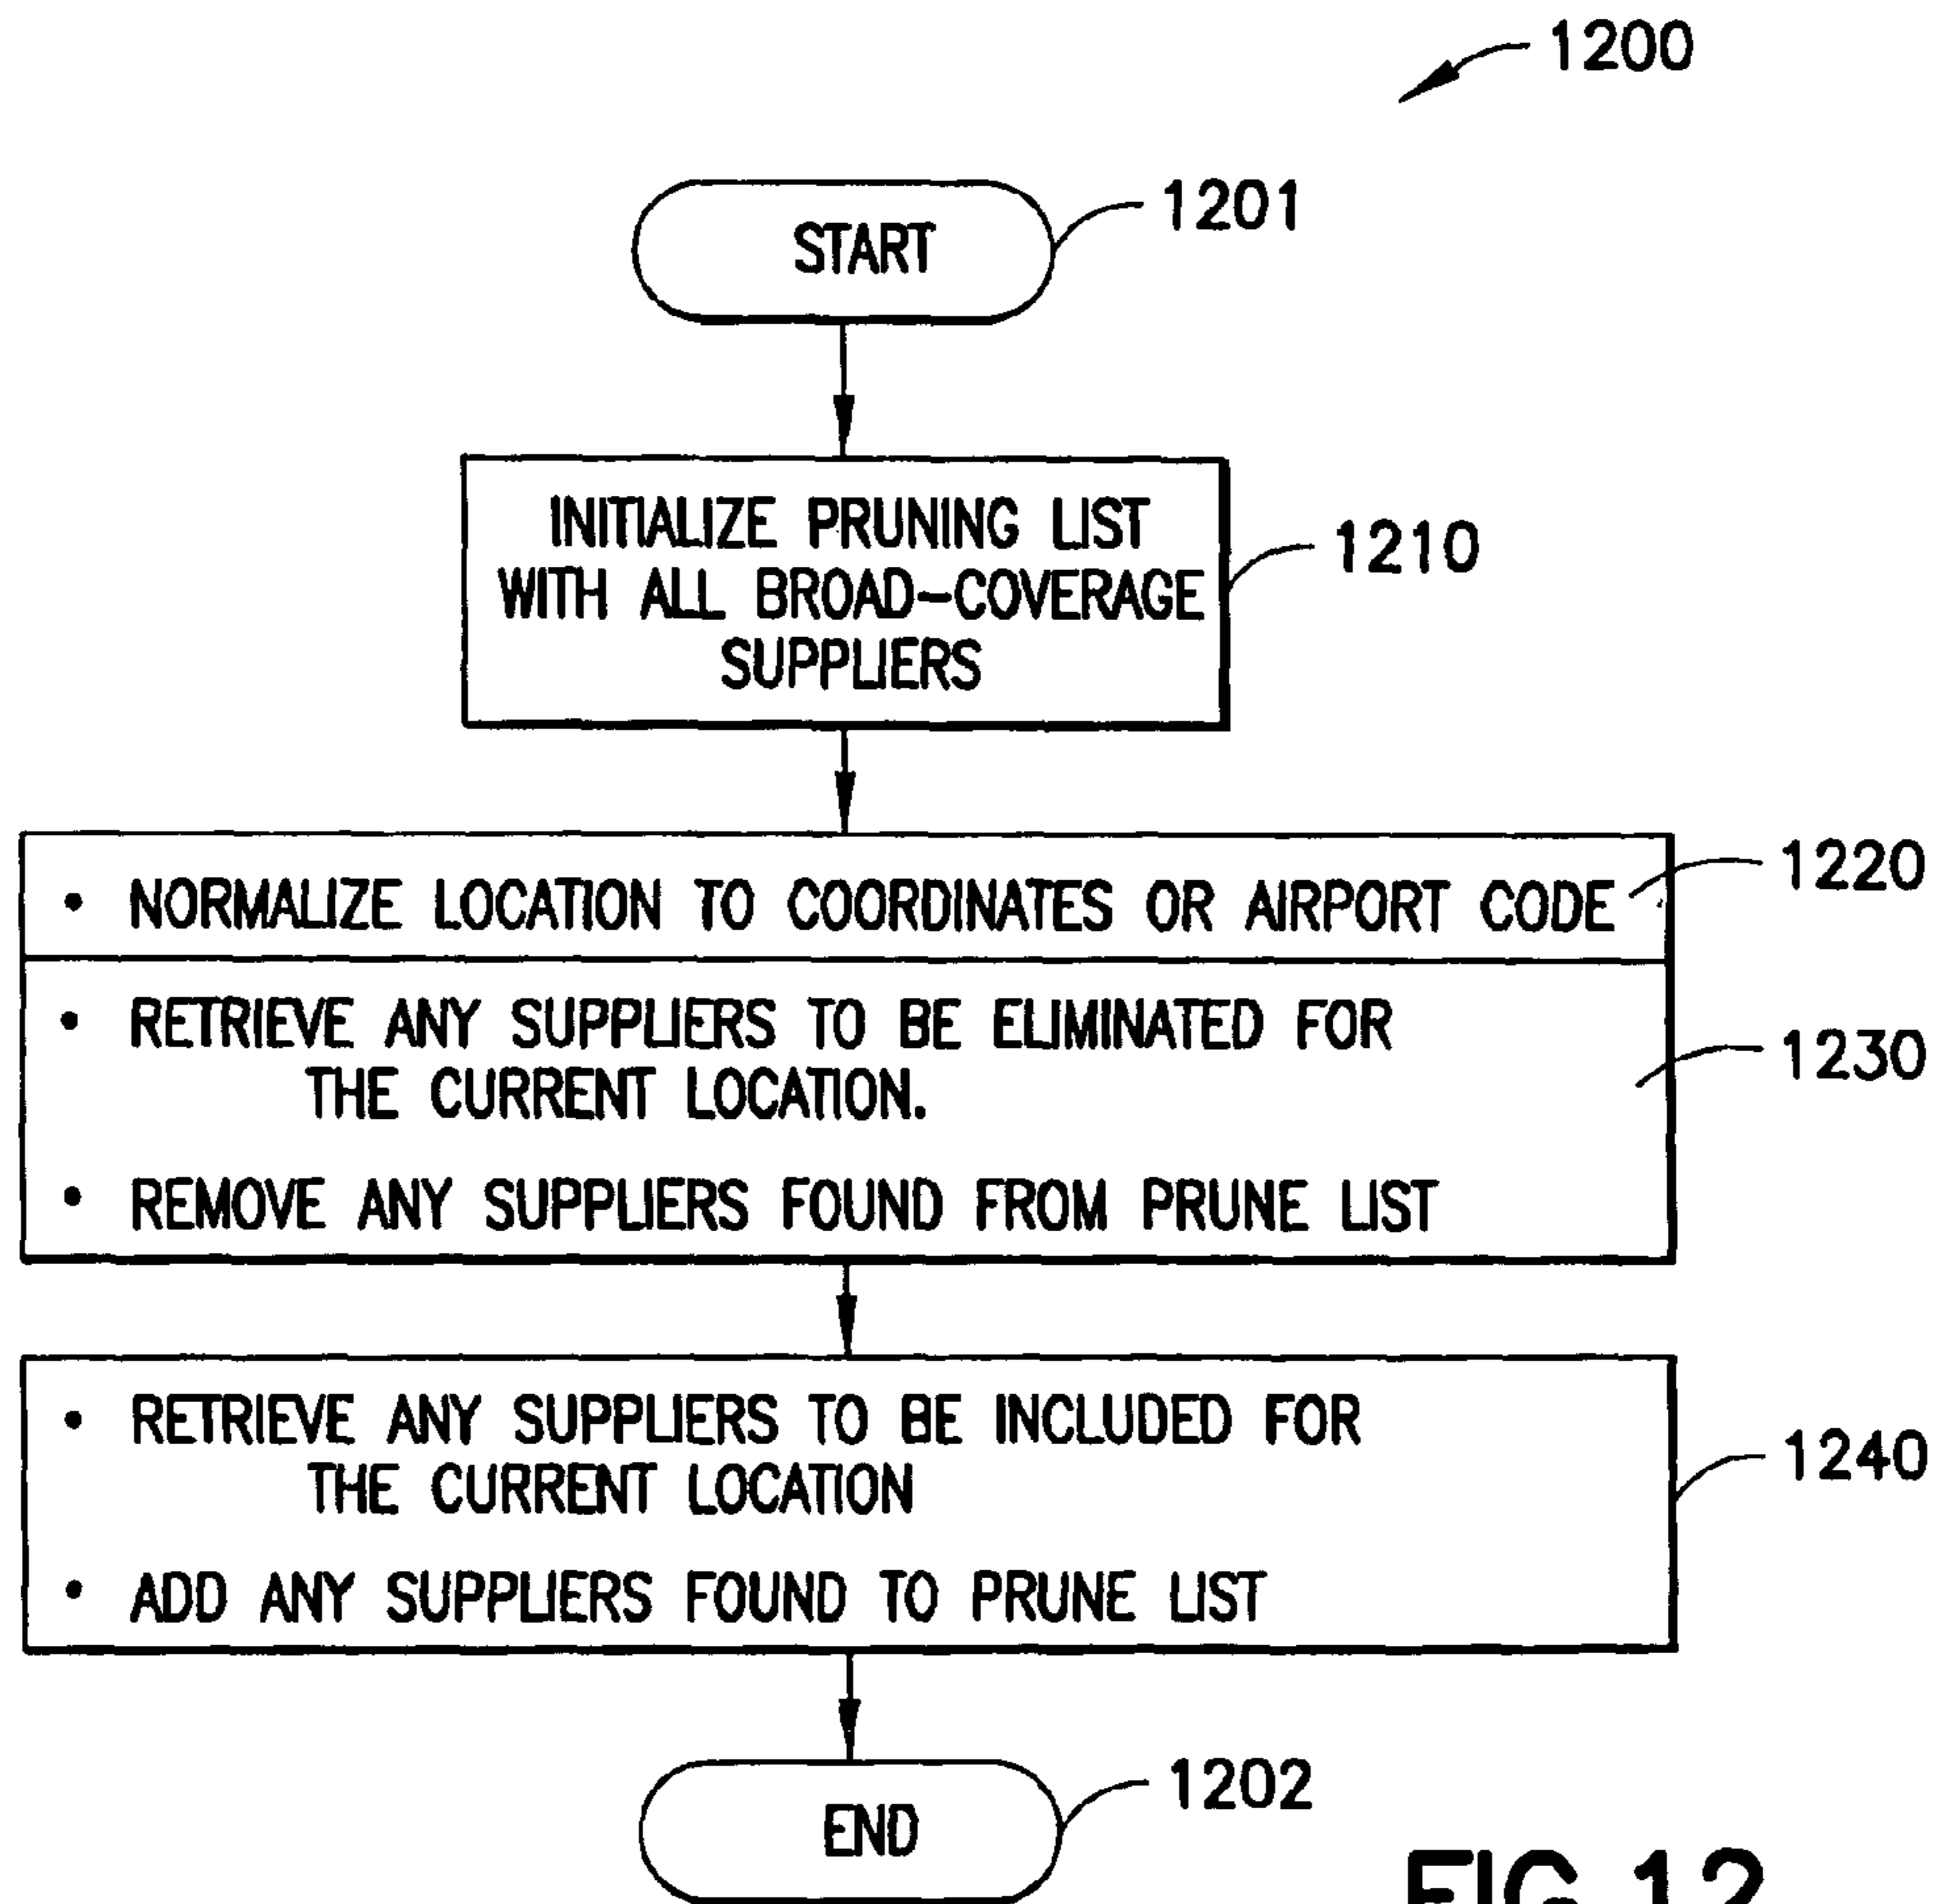 1200
START
1201
INITIALIZE PRUNING LIST
WITH ALL BROAD-COVERAGE
SUPPLIERS
1210
• NORMALIZE LOCATION TO COORDINATES OR AIRPORT CODE
1220
• RETRIEVE ANY SUPPLIERS TO BE ELIMINATED FOR
THE CURRENT LOCATION.
1230
• REMOVE ANY SUPPLIERS FOUND FROM PRUNE LIST
• RETRIEVE ANY SUPPLIERS TO BE INCLUDED FOR
THE CURRENT LOCATION
1240
• ADD ANY SUPPLIERS FOUND TO PRUNE LIST
END
1202
FIG.12